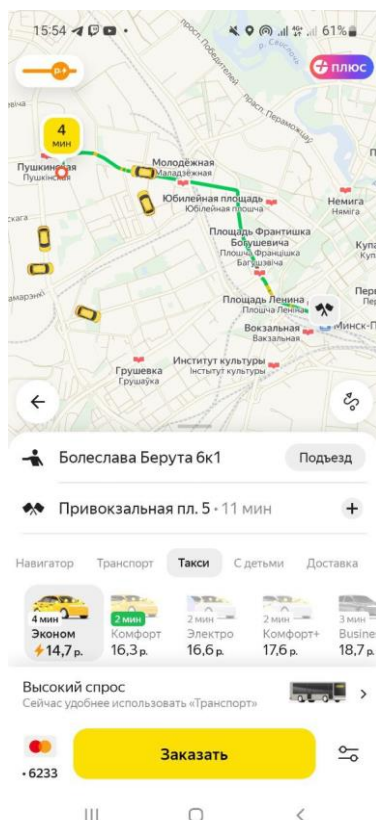 15:54
4G+
61%
просп. Победителей
р. Свислочь
Р+
плюс
просп. Пераможцаў
4
мин
Пушкинская
Пушкінская
Молодёжная
Маладзёжная
Юбилейная площадь
Юбілейная плошча
Немига
Няміга
Площадь Франтишка
Богушевича
Плошча Францішка
Багушэвіча
Площадь Ленина
Плошча Леніна
Вокзальная
Вакзальная
Минск-П
Институт культуры
Інстытут культуры
Грушевка
Грушаўка
Болеслава Берута 6к1
Подъезд
Привокзальная пл. 5 · 11 мин
+
Навигатор Транспорт Такси С детьми Доставка
4 мин 2 мин 2 мин 2 мин 3 мин
Эконом Комфорт Электро Комфорт+ Busine
14,7 р. 16,3 р. 16,6 р. 17,6 р. 18,7 р.
Высокий спрос
Сейчас удобнее использовать «Транспорт»
Заказать
· 6233